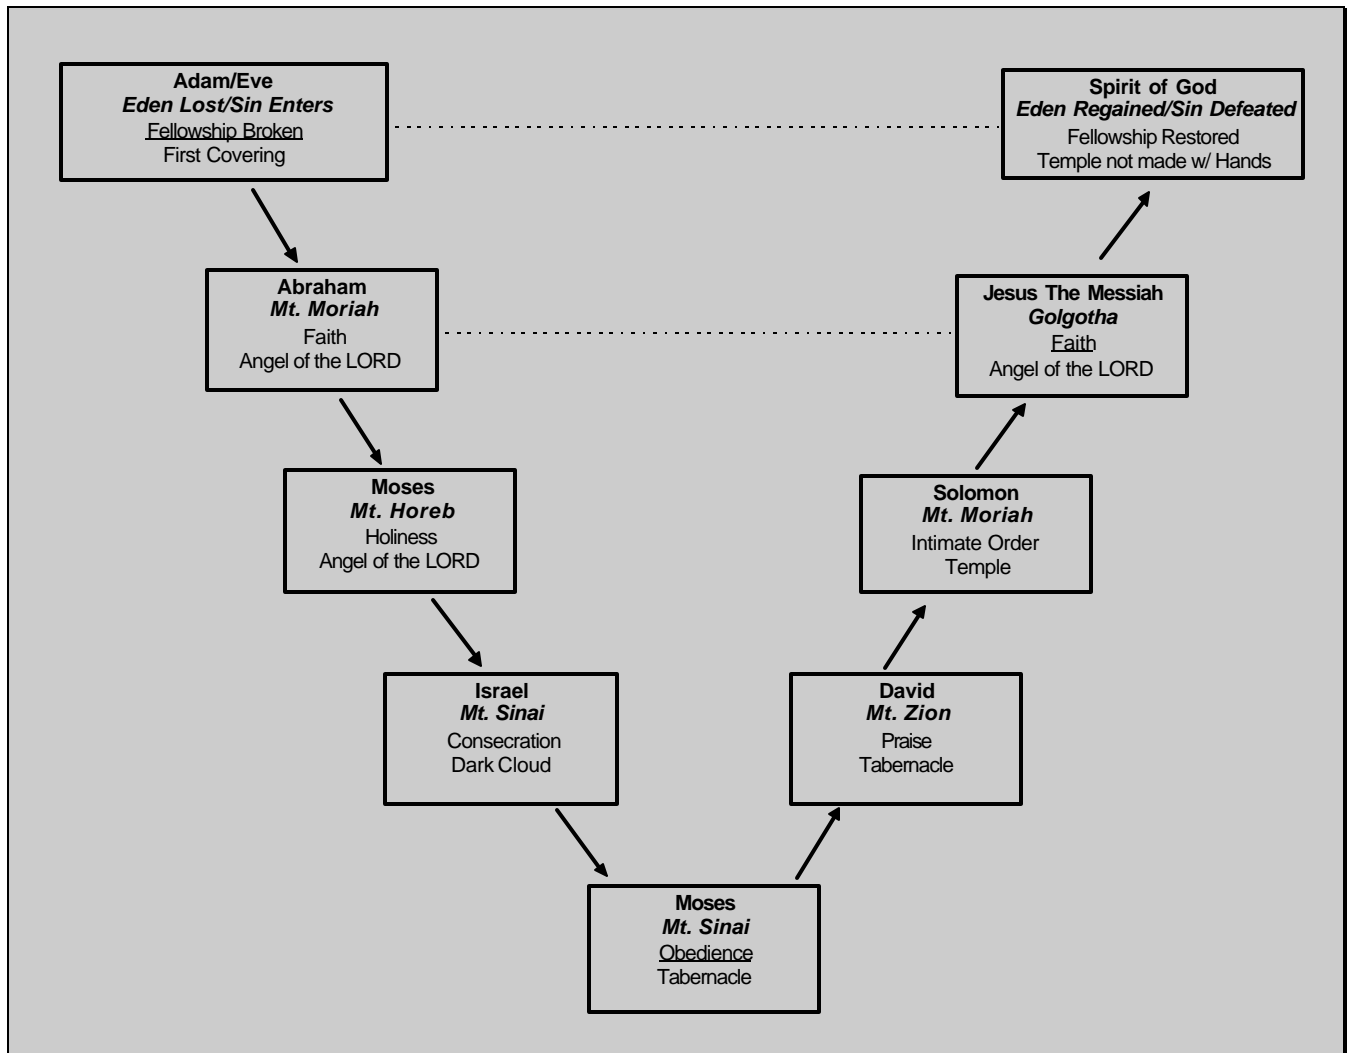 Adam/Eve
Eden Lost/Sin Enters
Fellowship Broken
First Covering
Spirit of God
Eden Regained/Sin Defeated
Fellowship Restored
Temple not made w/ Hands
Abraham
Mt. Moriah
Faith
Angel of the LORD
Jesus The Messiah
Golgotha
Faith
Angel of the LORD
Moses
Mt. Horeb
Holiness
Angel of the LORD
Solomon
Mt. Moriah
Intimate Order
Temple
Israel
Mt. Sinai
Consecration
Dark Cloud
David
Mt. Zion
Praise
Tabernacle
Moses
Mt. Sinai
Obedience
Tabernacle